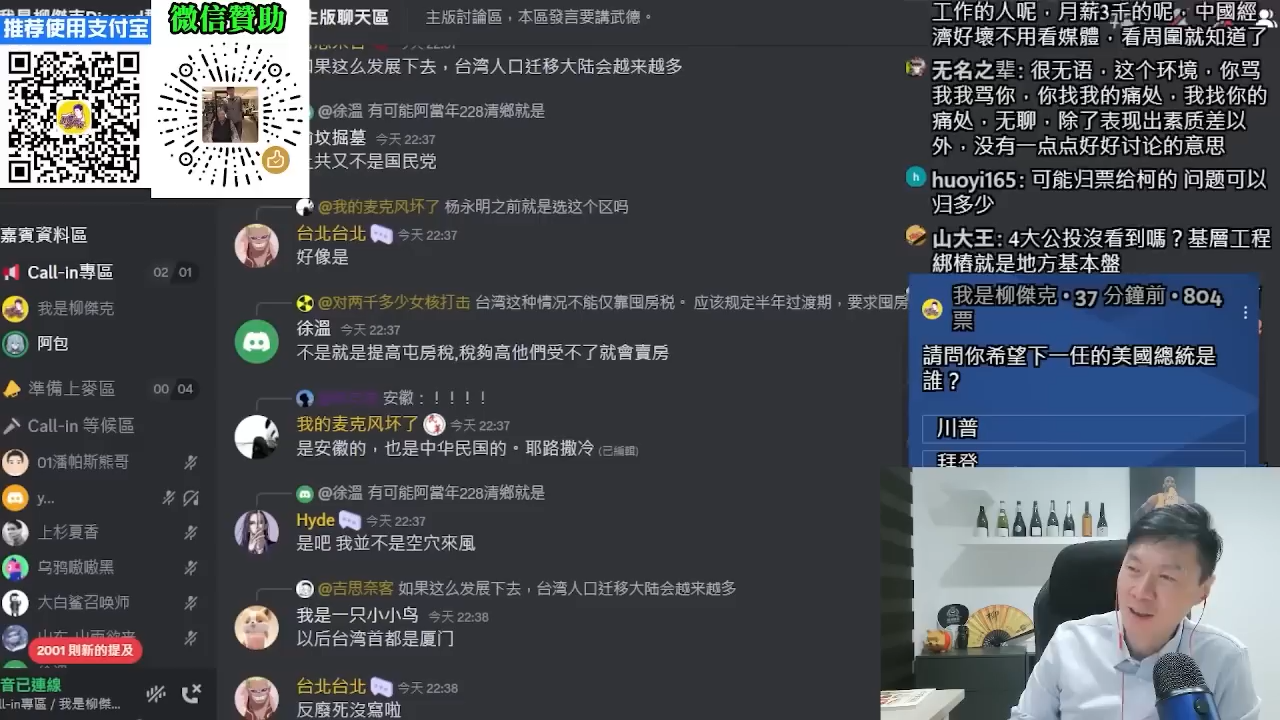 推荐使用支付宝
微信贊助
嘉賓資料區
Call-in專區
02 01
我是柳傑克
阿包
準備上麥區
00 04
Call-in 等候區
01潘帕斯熊哥
y...
上杉夏香
乌鸦嗷嗷黑
大白鲨召唤师
2001 則新的提及
音已連線
ll-in專區 / 我是柳傑...
主版聊天區
主版討論區，本區發言要講武德。
果这么发展下去，台湾人口迁移大陆会越来越多
@徐溫 有可能阿當年228清鄉就是
坟掘墓 今天 22:37
共又不是国民党
@我的麦克风坏了 杨永明之前就是选这个区吗
台北台北 今天 22:37
好像是
@对两千多少女核打击 台湾这种情况不能仅靠囤房税。 应该规定半年过渡期，要求囤房
徐溫 今天 22:37
不是就是提高屯房稅,稅夠高他們受不了就會賣房
安徽：！！！！
我的麦克风坏了 今天 22:37
是安徽的，也是中华民国的。耶路撒冷 (已編輯)
@徐溫 有可能阿當年228清鄉就是
Hyde 今天 22:37
是吧 我並不是空穴來風
@吉思奈客 如果这么发展下去，台湾人口迁移大陆会越来越多
我是一只小小鸟 今天 22:38
以后台湾首都是厦门
台北台北 今天 22:38
反廢死沒寫啦
工作的人呢，月薪3千的呢，中國經
濟好壞不用看媒體，看周圍就知道了
无名之辈: 很无语，这个环境，你骂
我我骂你，你找我的痛处，我找你的
痛处，无聊，除了表现出素质差以
外，没有一点点好好讨论的意思
huoyi165: 可能归票给柯的 问题可以
归多少
山大王: 4大公投沒看到嗎？基層工程
綁樁就是地方基本盤
我是柳傑克 • 37 分鐘前 • 804
票
請問你希望下一任的美國總統是
誰？
川普
拜登